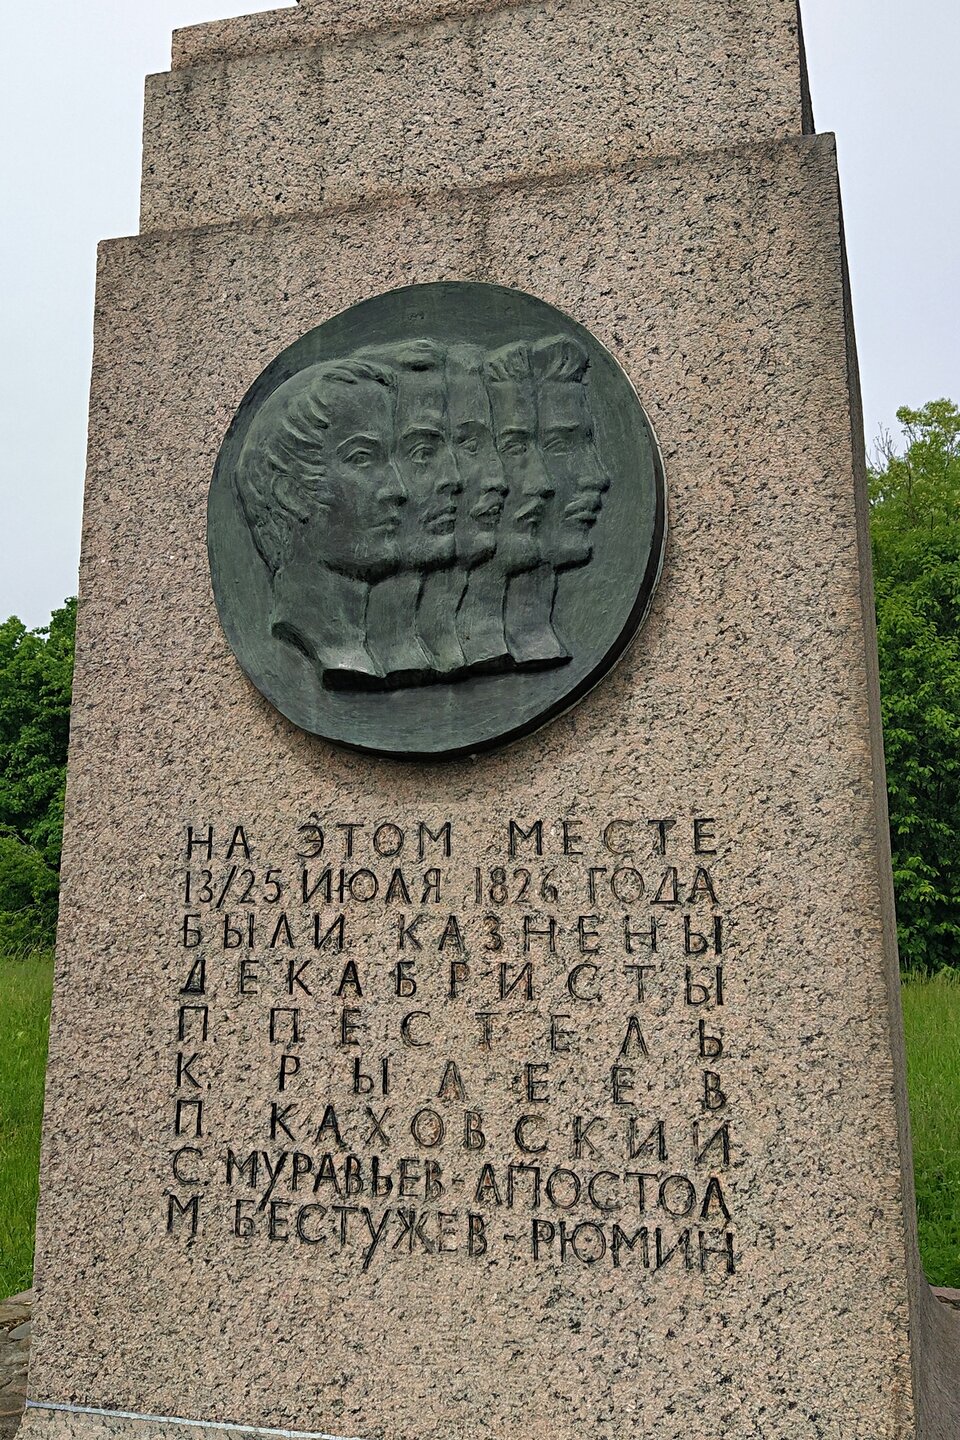 НА ЭТОМ МЕСТЕ
13/25 ИЮЛЯ 1826 ГОДА
БЫЛИ КАЗНЕНЫ
ДЕКАБРИСТЫ
П. ПЕСТЕЛЬ
К. РЫЛЕЕВ
П КАХОВСКИЙ
С. МУРАВЬЕВ-АПОСТОЛ
М БЕСТУЖЕВ-РЮМИН